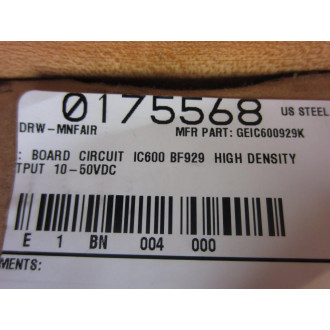 0175568 US STEEL
DRW-MNFAIR MFR PART: GEIC600929K
: BOARD CIRCUIT IC600 BF929 HIGH DENSITY
TPUT 10-50VDC
E 1 BN 004 000
MENTS: